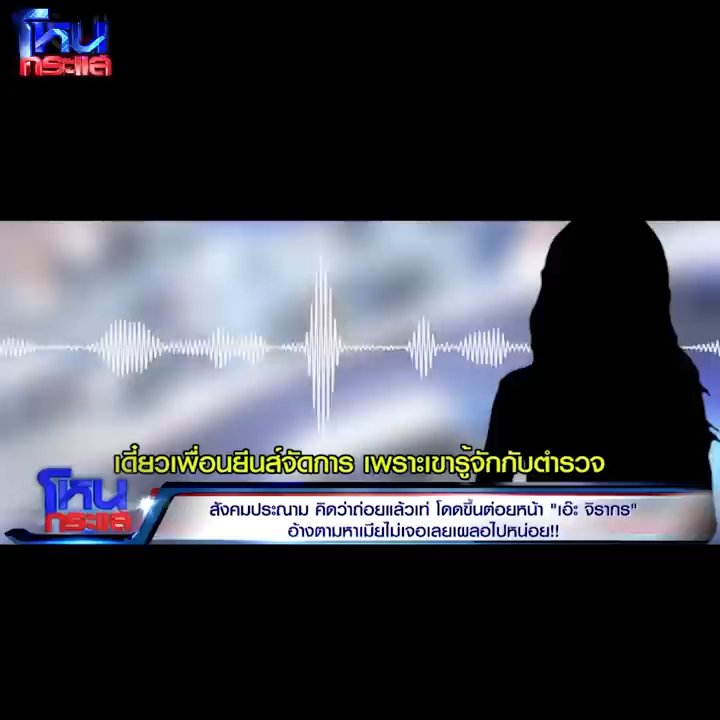 โหน
กระแส
เดี๋ยวเพื่อนยีนส์จัดการ เพราะเขารู้จักกับตำรวจ
โหน
กระแส
สังคมประณาม คิดว่าถ่อยแล้วเท่ โดดขึ้นต่อยหน้า "เอ๊ะ จิรากร"
อ้างตามหาเมียไม่เจอเลยเผลอไปหน่อย!!